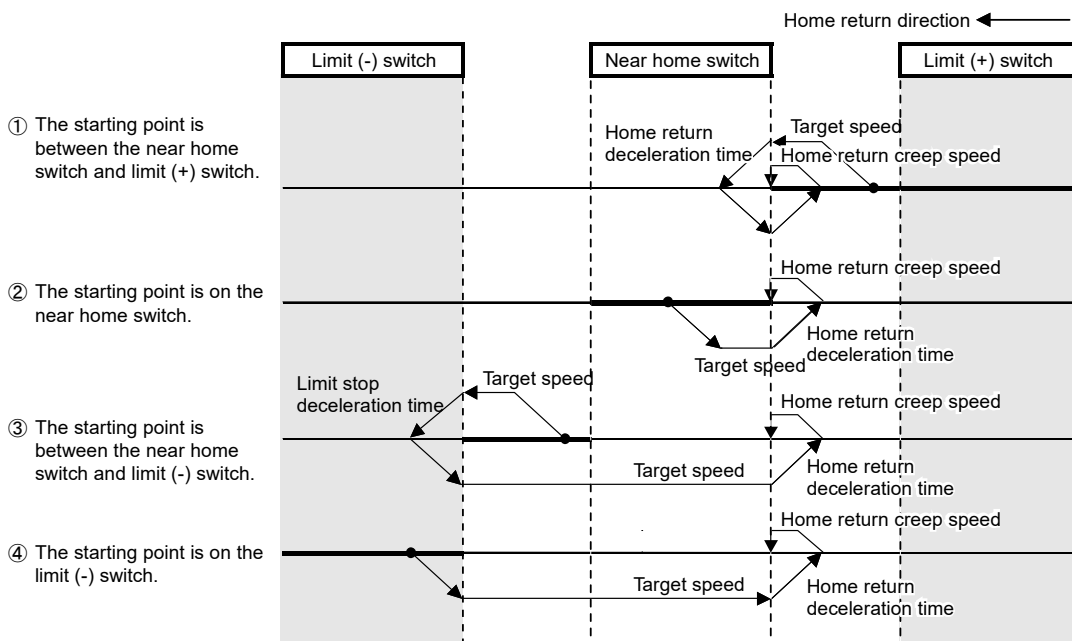 Home return direction
Limit (-) switch
Near home switch
Limit (+) switch
① The starting point is
between the near home
switch and limit (+) switch.
Home return
deceleration time
Target speed
Home return creep speed
② The starting point is on the
near home switch.
Home return creep speed
Home return
deceleration time
Target speed
Limit stop
deceleration time
Target speed
③ The starting point is
between the near home
switch and limit (-) switch.
Home return creep speed
Target speed
Home return
deceleration time
④ The starting point is on the
limit (-) switch.
Home return creep speed
Target speed
Home return
deceleration time